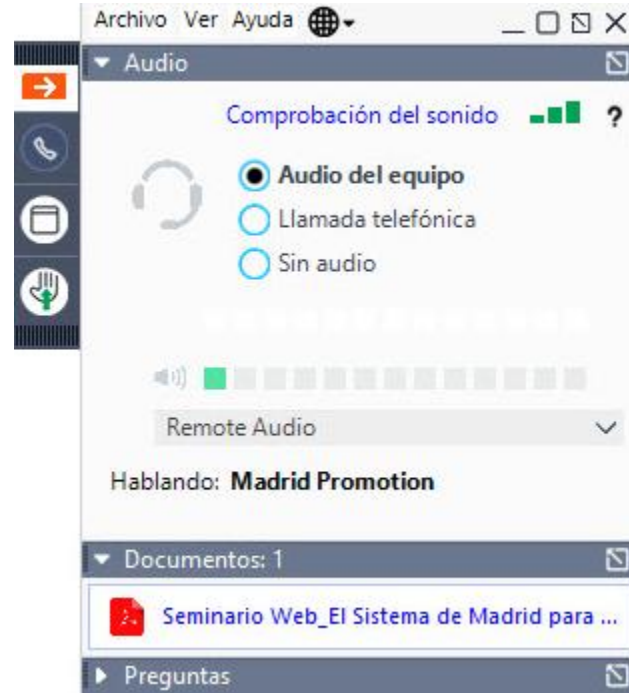 Archivo Ver Ayuda
Audio
Comprobación del sonido ?
Audio del equipo
Llamada telefónica
Sin audio
Remote Audio
Hablando: Madrid Promotion
Documentos: 1
Seminario Web_El Sistema de Madrid para ...
Preguntas